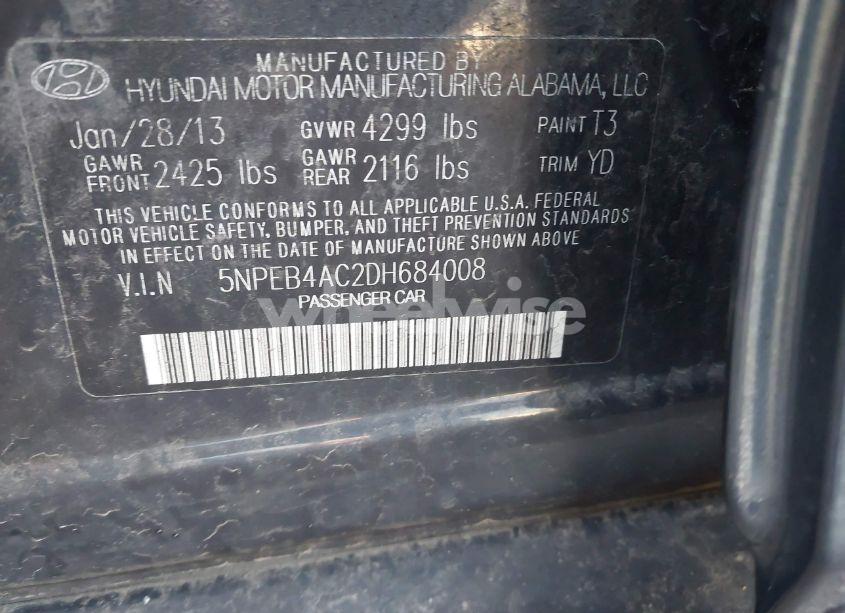 MANUFACTURED BY
HYUNDAI MOTOR MANUFACTURING ALABAMA, LLC
Jan/28/13 GVWR 4299 lbs PAINT T3
GAWR FRONT 2425 lbs GAWR REAR 2116 lbs TRIM YD
THIS VEHICLE CONFORMS TO ALL APPLICABLE U.S.A. FEDERAL
MOTOR VEHICLE SAFETY, BUMPER, AND THEFT PREVENTION STANDARDS
IN EFFECT ON THE DATE OF MANUFACTURE SHOWN ABOVE
V.I.N 5NPEB4AC2DH684008
PASSENGER CAR
wheelwise